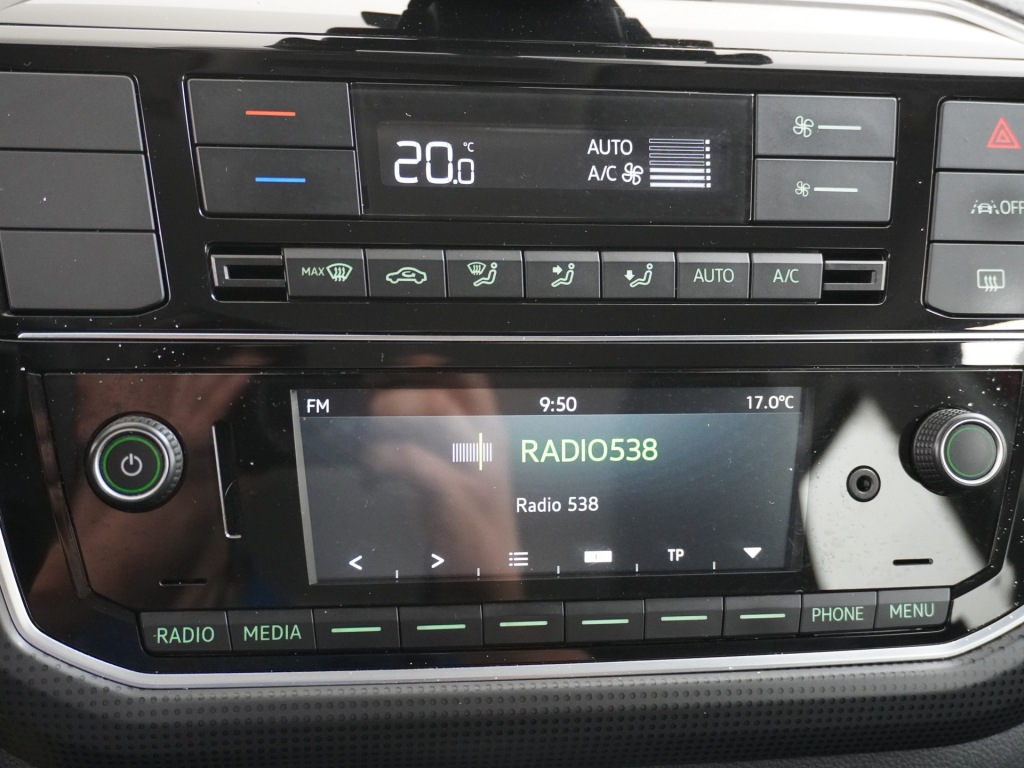 20.0 °C
AUTO
A/C
OFF
MAX
AUTO
A/C
FM
9:50
17.0°C
RADIO538
Radio 538
<
>
TP
RADIO
MEDIA
PHONE
MENU